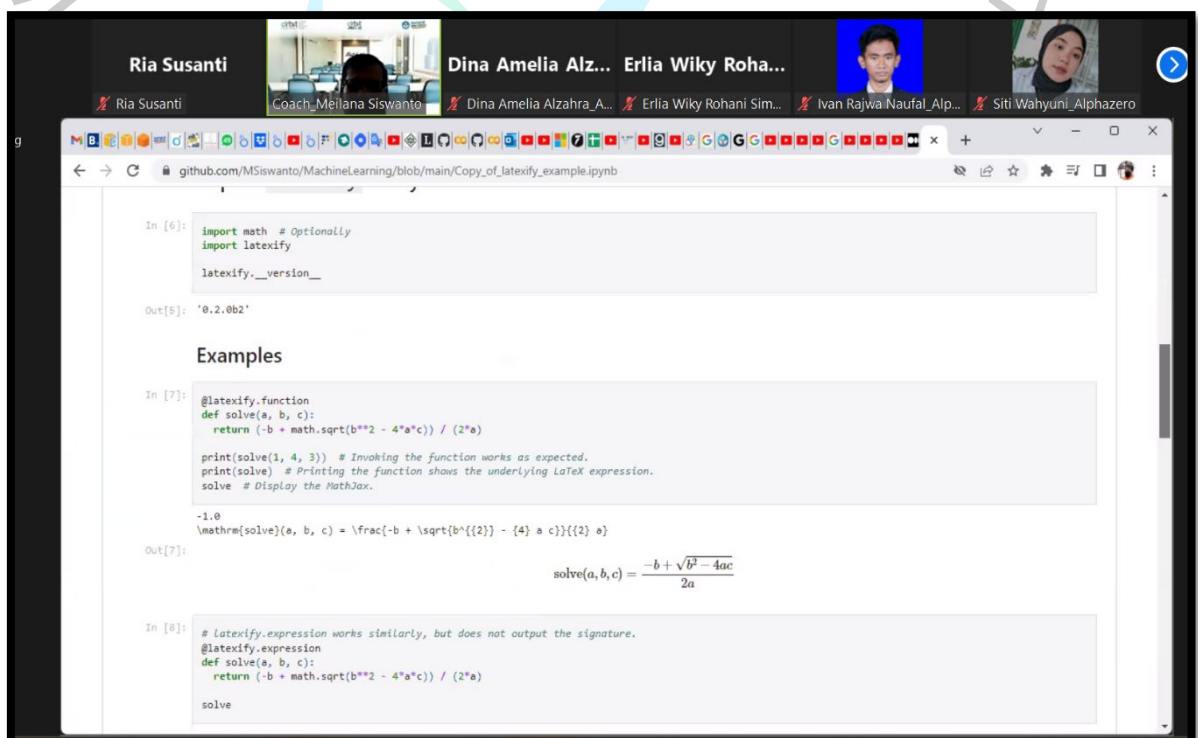 Ria Susanti
Dina Amelia Alz...
Erlia Wiky Roha...
Ria Susanti
Coach_Meilana Siswanto
Dina Amelia Alzahra_A...
Erlia Wiky Rohani Sim...
Ivan Rajwa Naufal_Alp...
Siti Wahyuni_Alphazero
github.com/MSiswanto/MachineLearning/blob/main/Copy_of_latexify_example.ipynb
In [6]:
import math  # Optionally
import latexify
latexify.__version__
Out[5]: '0.2.0b2'
Examples
In [7]:
@latexify.function
def solve(a, b, c):
  return (-b + math.sqrt(b**2 - 4*a*c)) / (2*a)
print(solve(1, 4, 3))  # Invoking the function works as expected.
print(solve)  # Printing the function shows the underlying LaTeX expression.
solve  # Display the MathJax.
-1.0
\mathrm{solve}(a, b, c) = \frac{-b + \sqrt{b^{{2}} - {4} a c}}{{2} a}
Out[7]:
solve(a, b, c) = −b + √b² − 4ac
2a
In [8]:
# latexify.expression works similarly, but does not output the signature.
@latexify.expression
def solve(a, b, c):
  return (-b + math.sqrt(b**2 - 4*a*c)) / (2*a)
solve